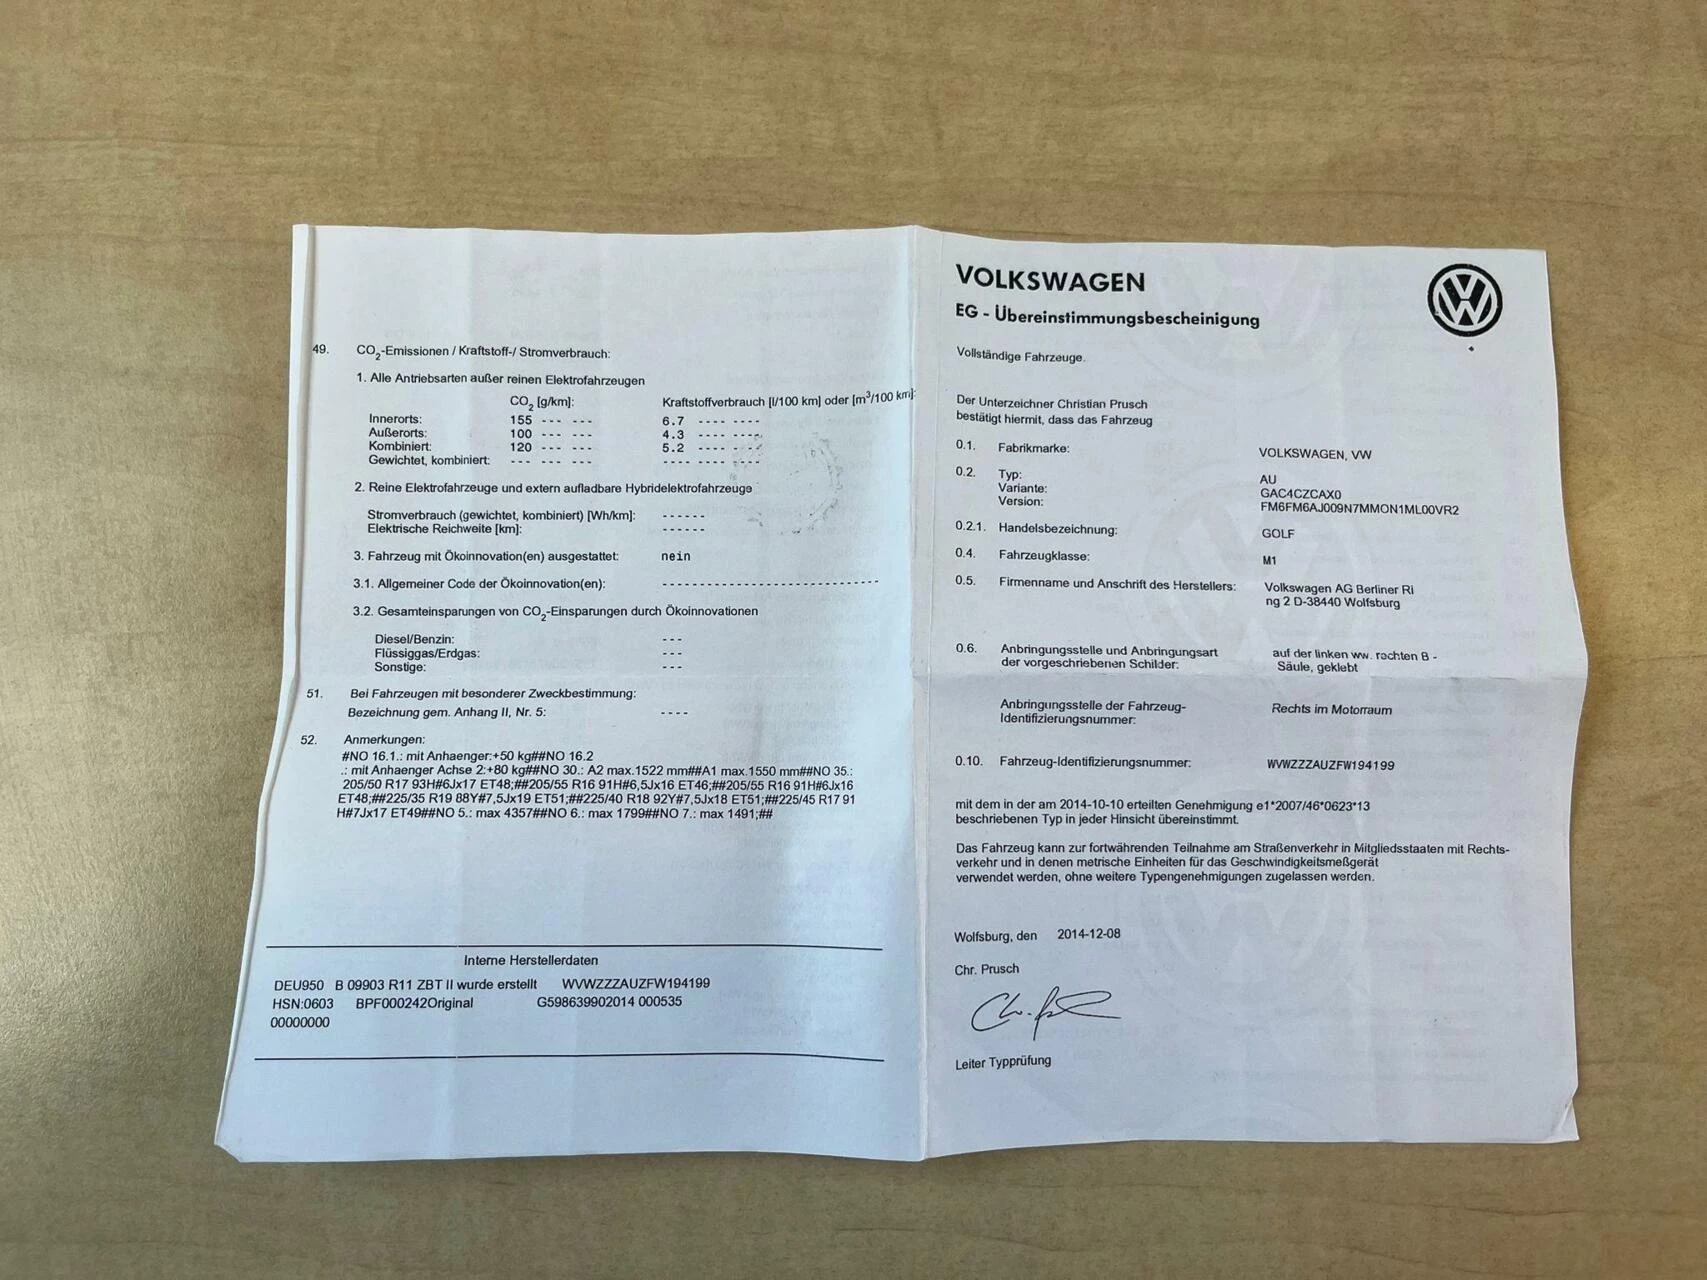 49. CO2-Emissionen / Kraftstoff-/ Stromverbrauch:
1. Alle Antriebsarten außer reinen Elektrofahrzeugen
CO2 [g/km]: Kraftstoffverbrauch [l/100 km] oder [m3/100 km]:
Innerorts: 155 --- --- 6.7 ---- ----
Außerorts: 100 --- --- 4.3 ---- ----
Kombiniert: 120 --- --- 5.2 ---- ----
Gewichtet, kombiniert: --- --- --- ---- ---- ----
2. Reine Elektrofahrzeuge und extern aufladbare Hybridelektrofahrzeuge
Stromverbrauch (gewichtet, kombiniert) [Wh/km]: ------
Elektrische Reichweite [km]: ------
3. Fahrzeug mit Ökoinnovation(en) ausgestattet: nein
3.1. Allgemeiner Code der Ökoinnovation(en): ------------------------------
3.2. Gesamteinsparungen von CO2-Einsparungen durch Ökoinnovationen
Diesel/Benzin: ---
Flüssiggas/Erdgas: ---
Sonstige: ---
51. Bei Fahrzeugen mit besonderer Zweckbestimmung:
Bezeichnung gem. Anhang II, Nr. 5: ----
52. Anmerkungen:
#NO 16.1.: mit Anhaenger:+50 kg##NO 16.2
.: mit Anhaenger Achse 2:+80 kg##NO 30.: A2 max.1522 mm##A1 max.1550 mm##NO 35.:
205/50 R17 93H#6Jx17 ET48;##205/55 R16 91H#6,5Jx16 ET46;##205/55 R16 91H#6Jx16
ET48;##225/35 R19 88Y#7,5Jx19 ET51;##225/40 R18 92Y#7,5Jx18 ET51;##225/45 R17 91
H#7Jx17 ET49##NO 5.: max 4357##NO 6.: max 1799##NO 7.: max 1491;##
Interne Herstellerdaten
DEU950 B 09903 R11 ZBT II wurde erstellt WVWZZZAUZFW194199
HSN:0603 BPF000242Original G598639902014 000535
00000000
VOLKSWAGEN
EG - Übereinstimmungsbescheinigung
Vollständige Fahrzeuge.
Der Unterzeichner Christian Prusch
bestätigt hiermit, dass das Fahrzeug
0.1. Fabrikmarke: VOLKSWAGEN, VW
0.2. Typ: AU
Variante: GAC4CZCAX0
Version: FM6FM6AJ009N7MMON1ML00VR2
0.2.1. Handelsbezeichnung: GOLF
0.4. Fahrzeugklasse: M1
0.5. Firmenname und Anschrift des Herstellers: Volkswagen AG Berliner Ri
ng 2 D-38440 Wolfsburg
0.6. Anbringungsstelle und Anbringungsart auf der linken ww. rechten B -
der vorgeschriebenen Schilder: Säule, geklebt
Anbringungsstelle der Fahrzeug- Rechts im Motorraum
Identifizierungsnummer:
0.10. Fahrzeug-Identifizierungsnummer: WVWZZZAUZFW194199
mit dem in der am 2014-10-10 erteilten Genehmigung e1*2007/46*0623*13
beschriebenen Typ in jeder Hinsicht übereinstimmt.
Das Fahrzeug kann zur fortwährenden Teilnahme am Straßenverkehr in Mitgliedsstaaten mit Rechts-
verkehr und in denen metrische Einheiten für das Geschwindigkeitsmeßgerät
verwendet werden, ohne weitere Typengenehmigungen zugelassen werden.
Wolfsburg, den 2014-12-08
Chr. Prusch
Leiter Typprüfung